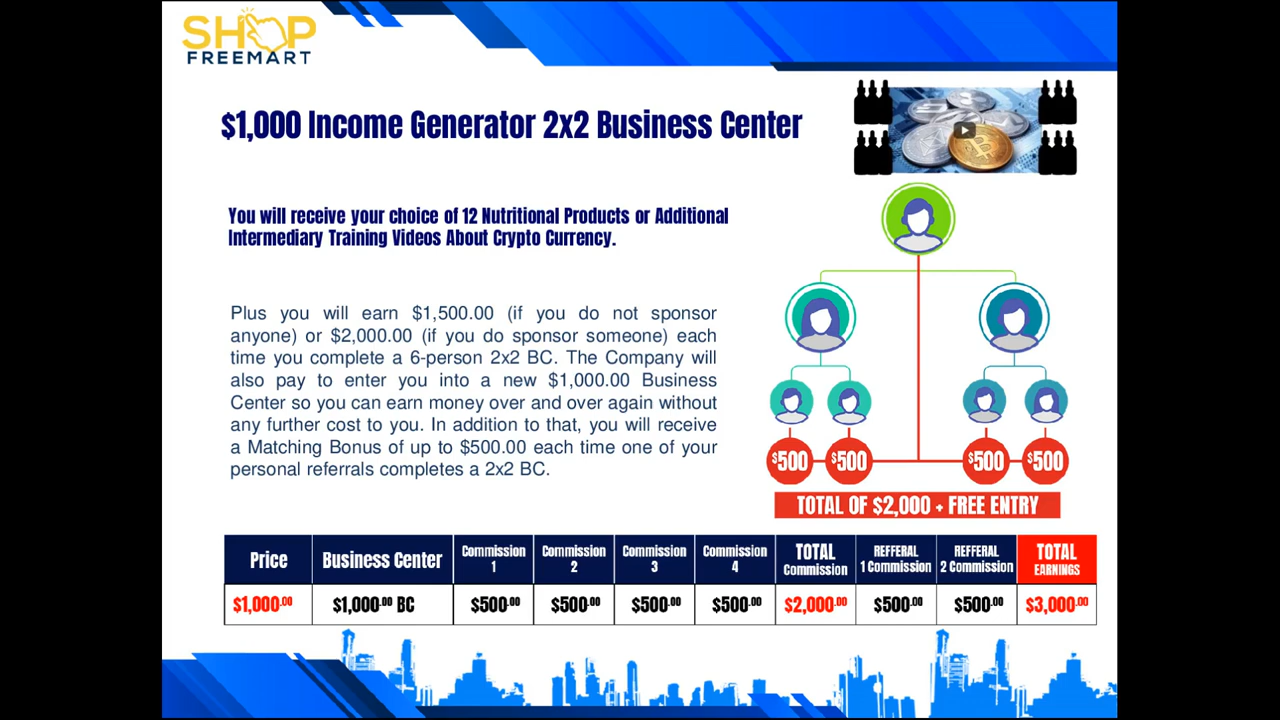 SHOP
FREEMART
$1,000 Income Generator 2x2 Business Center
You will receive your choice of 12 Nutritional Products or Additional
Intermediary Training Videos About Crypto Currency.
Plus you will earn $1,500.00 (if you do not sponsor
anyone) or $2,000.00 (if you do sponsor someone) each
time you complete a 6-person 2x2 BC. The Company will
also pay to enter you into a new $1,000.00 Business
Center so you can earn money over and over again without
any further cost to you. In addition to that, you will receive
a Matching Bonus of up to $500.00 each time one of your
personal referrals completes a 2x2 BC.
$500 $500 $500 $500
TOTAL OF $2,000 + FREE ENTRY
Price Business Center Commission 1 Commission 2 Commission 3 Commission 4 TOTAL Commission REFFERAL 1 Commission REFFERAL 2 Commission TOTAL EARNINGS
$1,000.00 $1,000.00 BC $500.00 $500.00 $500.00 $500.00 $2,000.00 $500.00 $500.00 $3,000.00